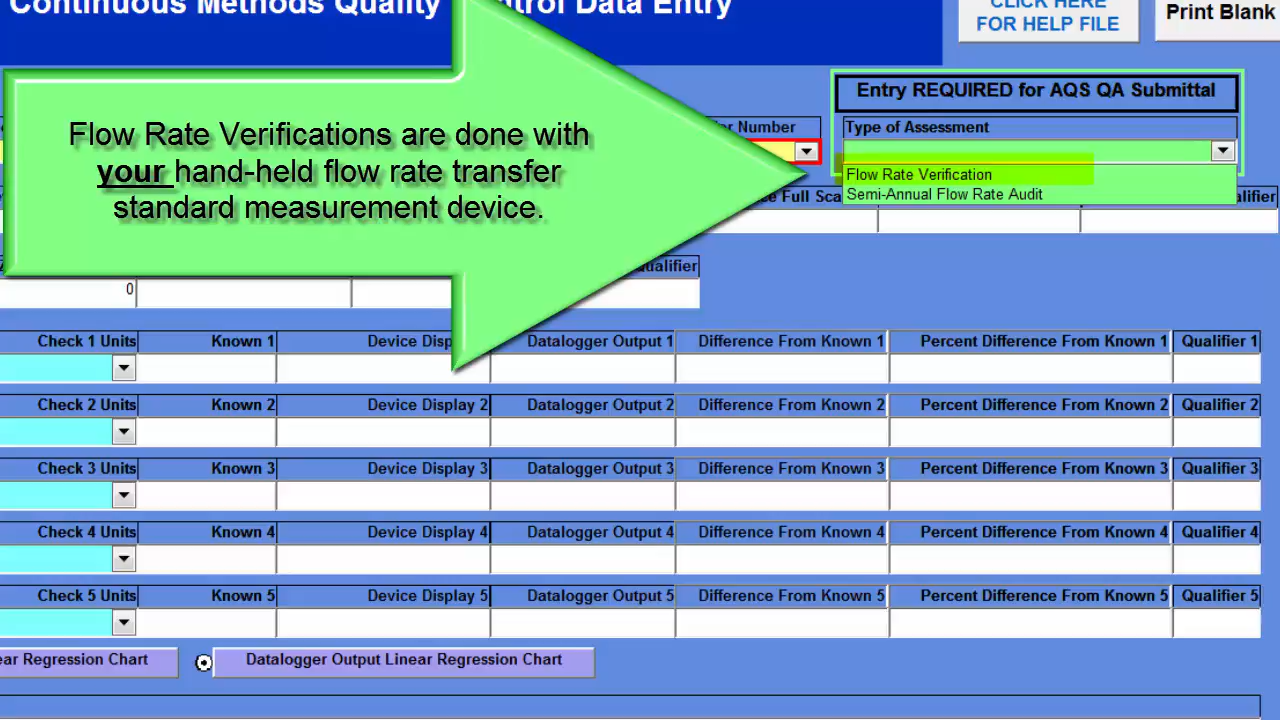 Continuous Methods Quality
trol Data Entry
CLICK HERE
FOR HELP FILE
Print Blank
Entry REQUIRED for AQS QA Submittal
Flow Rate Verifications are done with
your hand-held flow rate transfer
standard measurement device.
Number
Type of Assessment
Flow Rate Verification
Semi-Annual Flow Rate Audit
Full Sca
alifier
ualifier
0
Check 1 Units Known 1 Device Disp Datalogger Output 1 Difference From Known 1 Percent Difference From Known 1 Qualifier 1
Check 2 Units Known 2 Device Display 2 Datalogger Output 2 Difference From Known 2 Percent Difference From Known 2 Qualifier 2
Check 3 Units Known 3 Device Display 3 Datalogger Output 3 Difference From Known 3 Percent Difference From Known 3 Qualifier 3
Check 4 Units Known 4 Device Display 4 Datalogger Output 4 Difference From Known 4 Percent Difference From Known 4 Qualifier 4
Check 5 Units Known 5 Device Display 5 Datalogger Output 5 Difference From Known 5 Percent Difference From Known 5 Qualifier 5
ear Regression Chart
Datalogger Output Linear Regression Chart